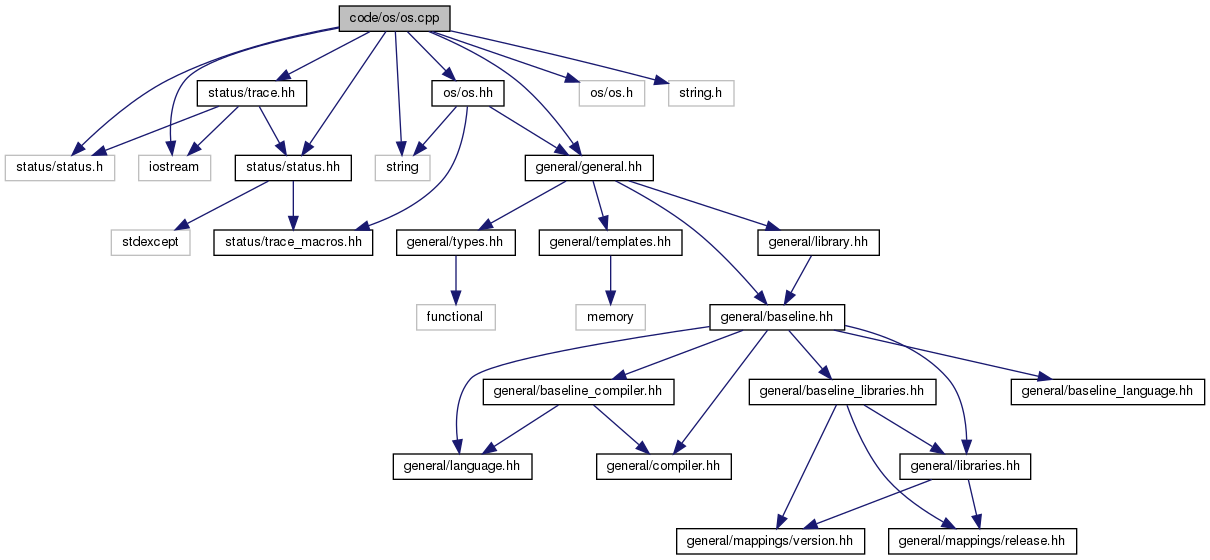 code/os/os.cpp
status/trace.hh
os/os.hh
os/os.h
string.h
status/status.h
iostream
status/status.hh
string
general/general.hh
stdexcept
status/trace_macros.hh
general/types.hh
general/templates.hh
general/library.hh
functional
memory
general/baseline.hh
general/baseline_compiler.hh
general/baseline_libraries.hh
general/baseline_language.hh
general/language.hh
general/compiler.hh
general/libraries.hh
general/mappings/version.hh
general/mappings/release.hh